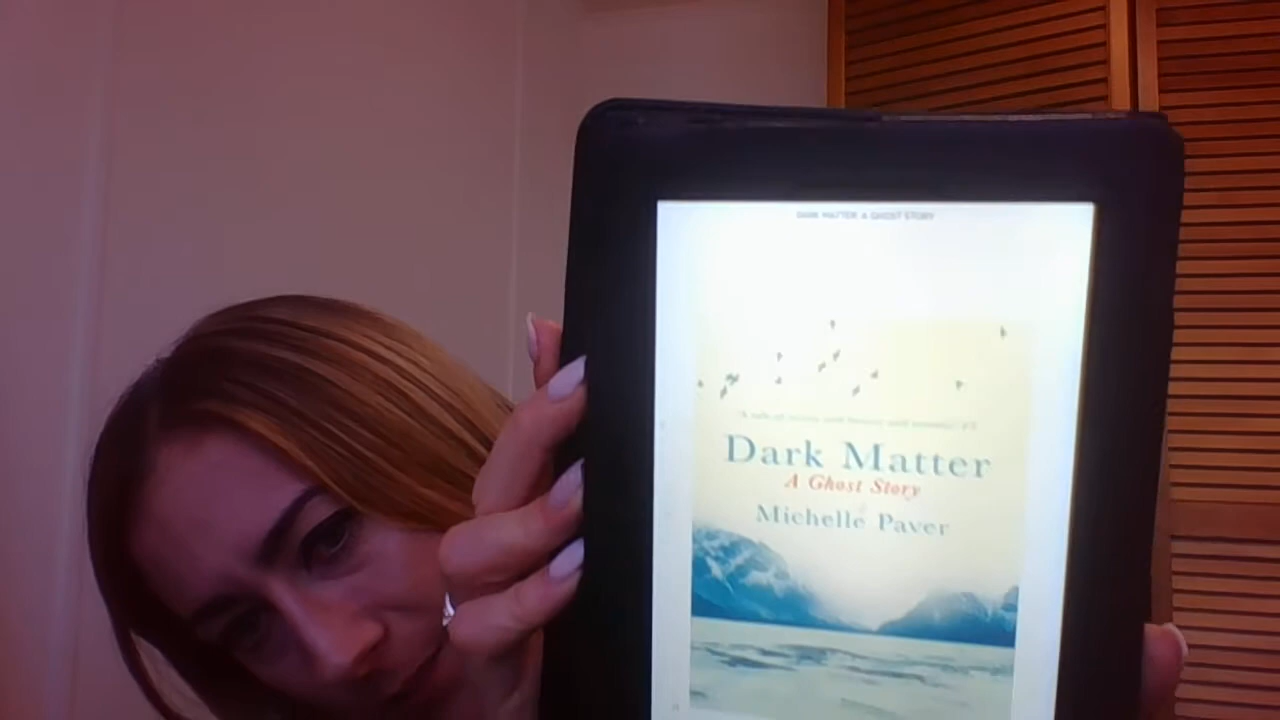 DARK MATTER: A GHOST STORY
Dark Matter
A Ghost Story
Michelle Paver